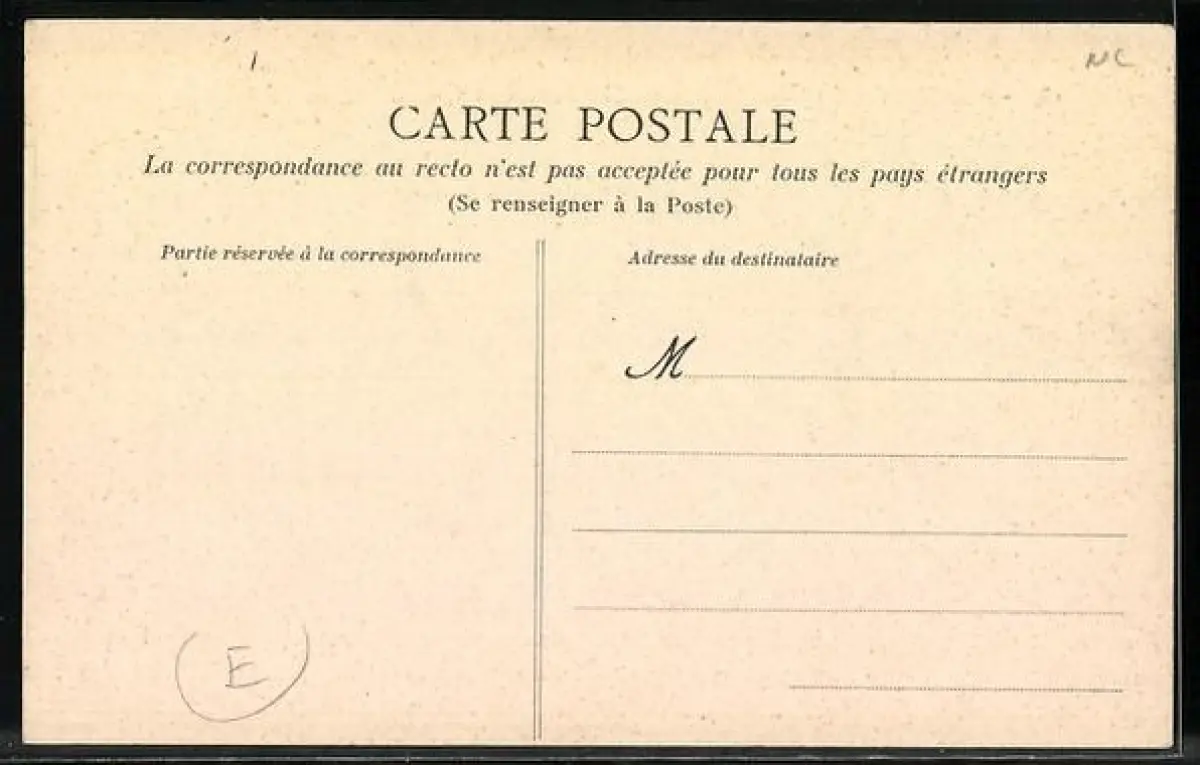 NC
CARTE POSTALE
La correspondance au recto n'est pas acceptée pour tous les pays étrangers
(Se renseigner à la Poste)
Partie réservée à la correspondance
Adresse du destinataire
M
E